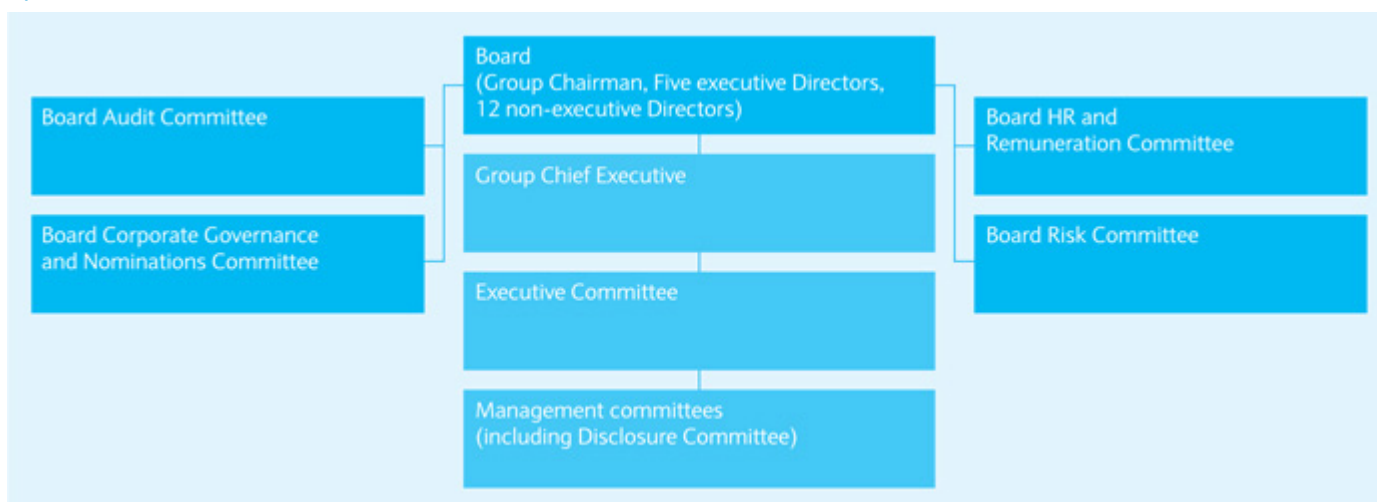 Board
(Group Chairman, Five executive Directors,
12 non-executive Directors)
Board Audit Committee
Board HR and
Remuneration Committee
Group Chief Executive
Board Corporate Governance
and Nominations Committee
Board Risk Committee
Executive Committee
Management committees
(including Disclosure Committee)